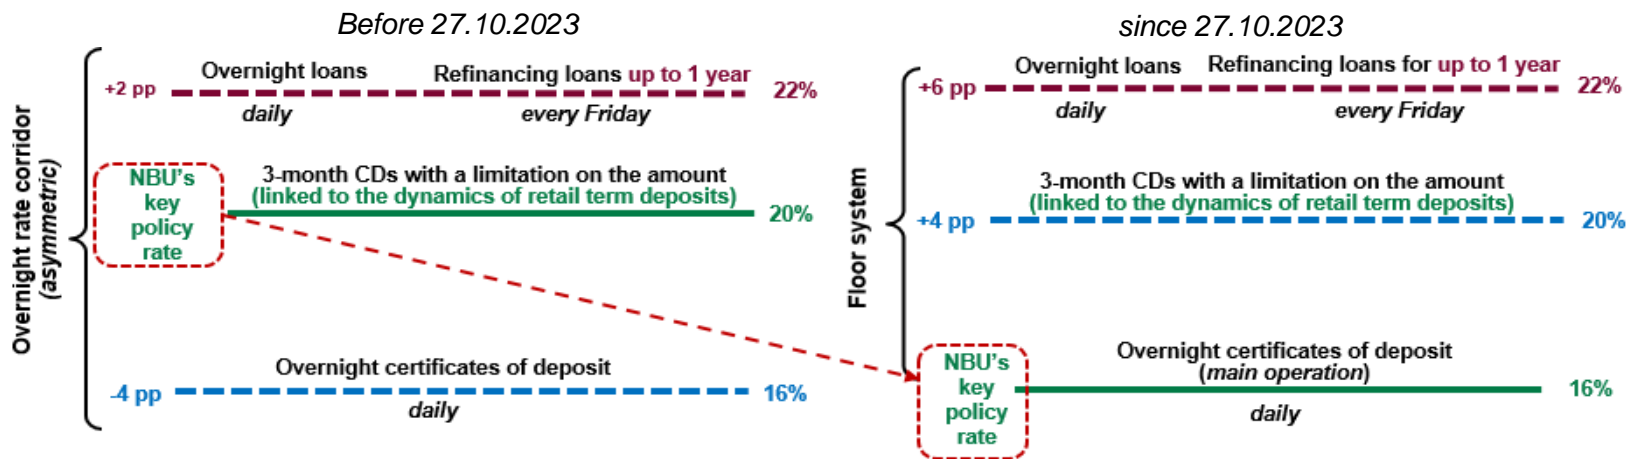 Before 27.10.2023
Overnight rate corridor
(asymmetric)
+2 pp
Overnight loans
Refinancing loans up to 1 year
22%
daily
every Friday
NBU's
key
policy
rate
3-month CDs with a limitation on the amount
(linked to the dynamics of retail term deposits)
20%
Overnight certificates of deposit
-4 pp
16%
daily
since 27.10.2023
Floor system
+6 pp
Overnight loans
Refinancing loans for up to 1 year
22%
daily
every Friday
3-month CDs with a limitation on the amount
(linked to the dynamics of retail term deposits)
+4 pp
20%
NBU's
key
policy
rate
Overnight certificates of deposit
(main operation)
16%
daily